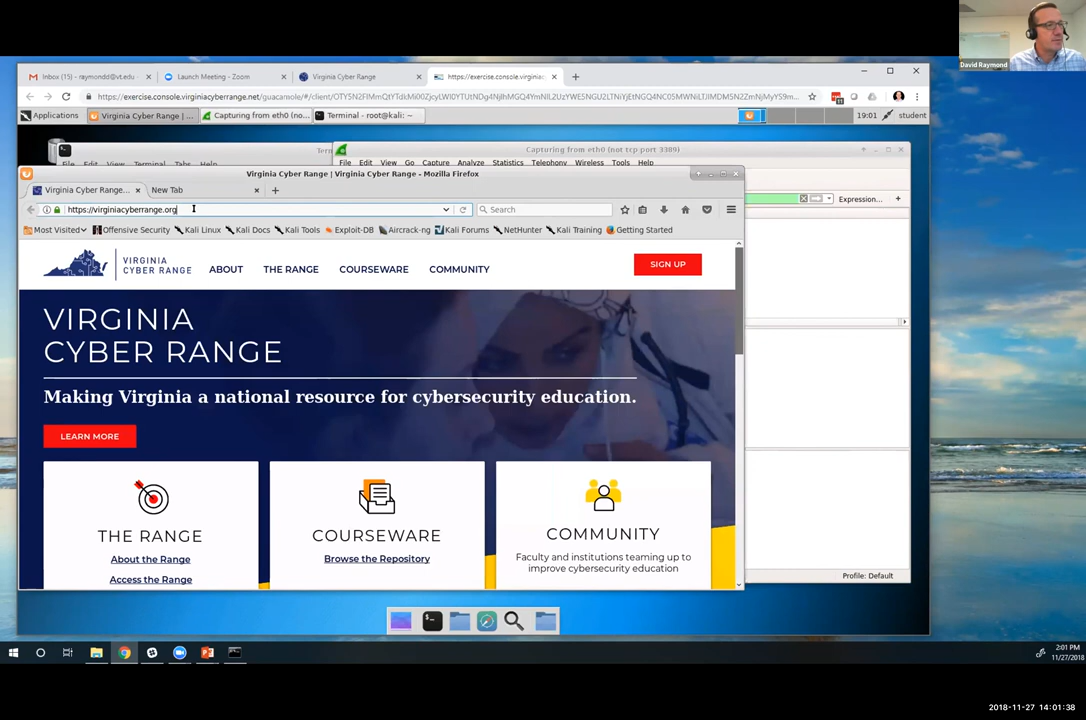 David Raymond
Inbox (15) - raymondd@vt.edu
Launch Meeting - Zoom
Virginia Cyber Range
https://exercise.console.virginiacyberrange.
Applications
Virginia Cyber Range | ...
Capturing from eth0 (no...
Terminal - root@kali: ~
19:01
student
Capturing from eth0 (not tcp port 3389)
File Edit View Terminal Tabs Help
File Edit View Go Capture Analyze Statistics Telephony Wireless Tools Help
Virginia Cyber Range | Virginia Cyber Range - Mozilla Firefox
Virginia Cyber Range...
New Tab
Expression...
https://virginiacyberrange.org
Search
Most Visited
Offensive Security
Kali Linux
Kali Docs
Kali Tools
Exploit-DB
Aircrack-ng
Kali Forums
NetHunter
Kali Training
Getting Started
VIRGINIA
CYBER RANGE
ABOUT
THE RANGE
COURSEWARE
COMMUNITY
SIGN UP
VIRGINIA
CYBER RANGE
Making Virginia a national resource for cybersecurity education.
LEARN MORE
THE RANGE
About the Range
Access the Range
COURSEWARE
Browse the Repository
COMMUNITY
Faculty and institutions teaming up to
improve cybersecurity education
Profile: Default
2:01 PM
11/27/2018
2018-11-27 14:01:38